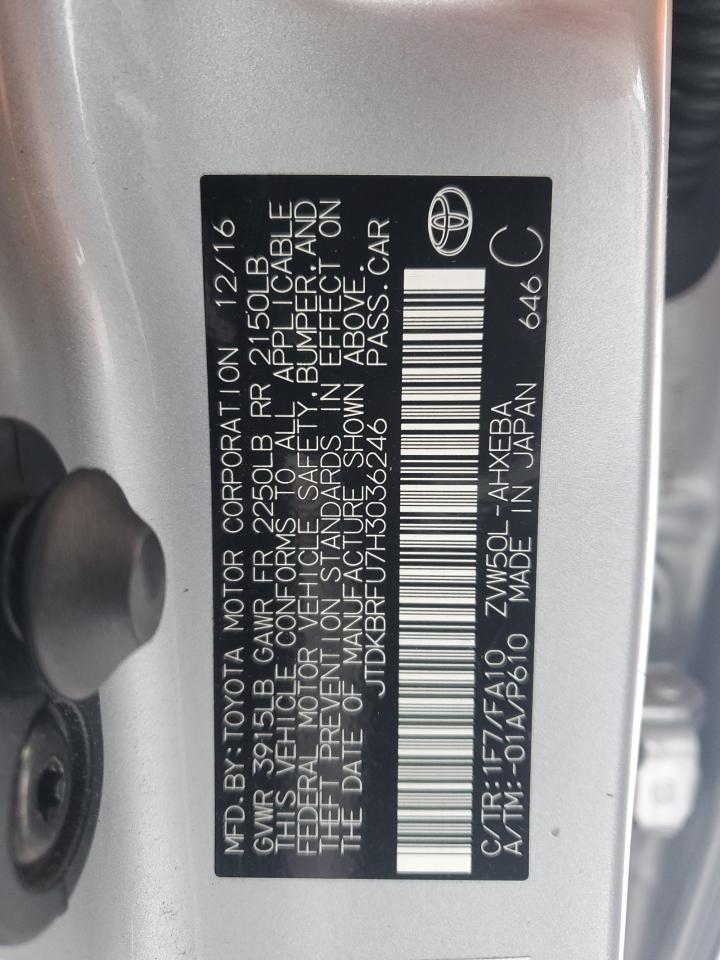 MFD. BY: TOYOTA MOTOR CORPORATION 12/16
GVWR 3915LB GAWR FR 2250LB RR 2150LB
THIS VEHICLE CONFORMS TO ALL APPLICABLE
FEDERAL MOTOR VEHICLE SAFETY, BUMPER, AND
THEFT PREVENTION STANDARDS IN EFFECT ON
THE DATE OF MANUFACTURE SHOWN ABOVE.
JTDKBRFU7H3036246 PASS. CAR
C/TR: 1F7/FA10 ZVW50L-AHXEBA 646 C
A/TM: -01A/P610 MADE IN JAPAN